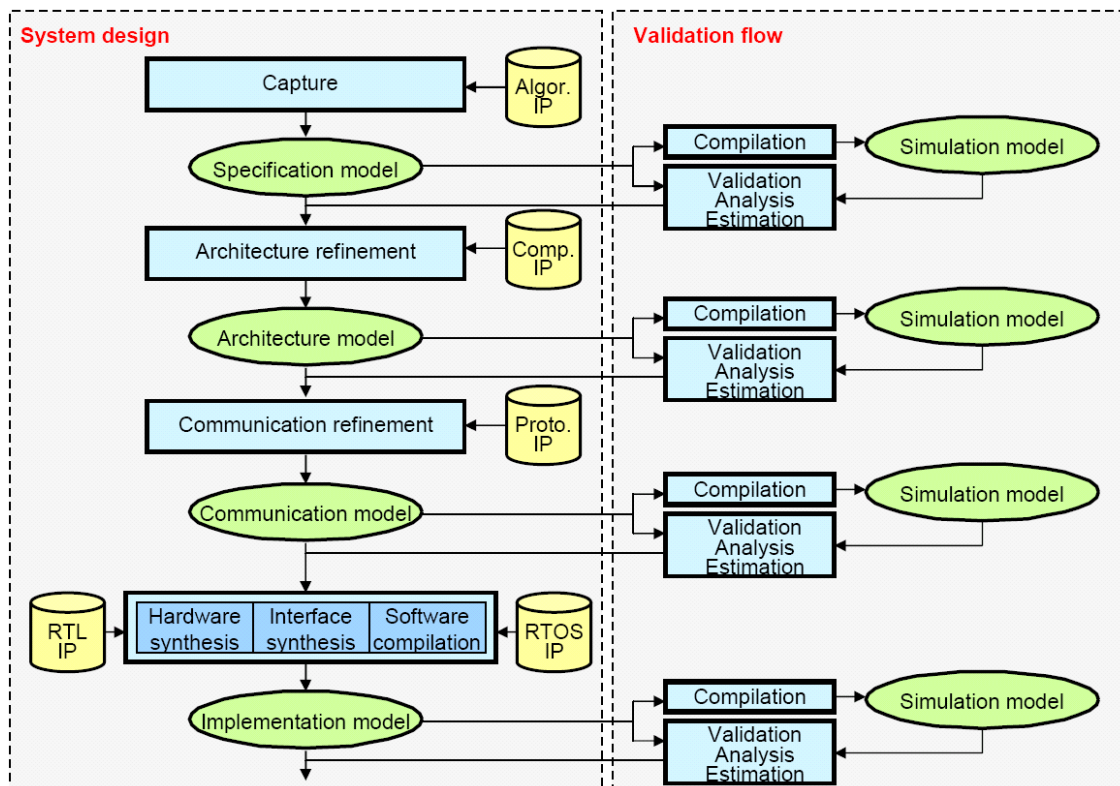 System design
Validation flow
Capture
Algor.
IP
Specification model
Compilation
Simulation model
Validation
Analysis
Estimation
Architecture refinement
Comp.
IP
Architecture model
Compilation
Simulation model
Validation
Analysis
Estimation
Communication refinement
Proto.
IP
Communication model
Compilation
Simulation model
Validation
Analysis
Estimation
RTL
IP
Hardware
synthesis
Interface
synthesis
Software
compilation
RTOS
IP
Implementation model
Compilation
Simulation model
Validation
Analysis
Estimation